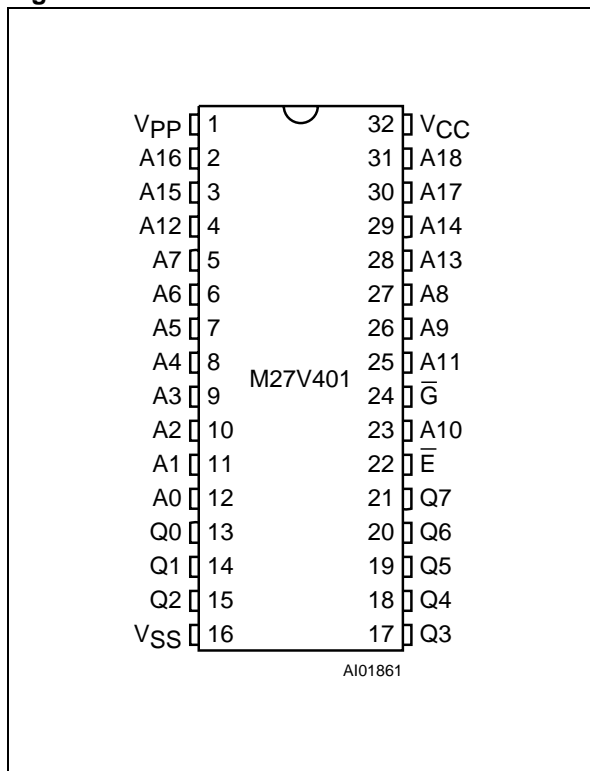 VPP 1 32 VCC
A16 2 31 A18
A15 3 30 A17
A12 4 29 A14
A7 5 28 A13
A6 6 27 A8
A5 7 26 A9
A4 8 25 A11
M27V401
A3 9 24 G̅
A2 10 23 A10
A1 11 22 E̅
A0 12 21 Q7
Q0 13 20 Q6
Q1 14 19 Q5
Q2 15 18 Q4
VSS 16 17 Q3
AI01861